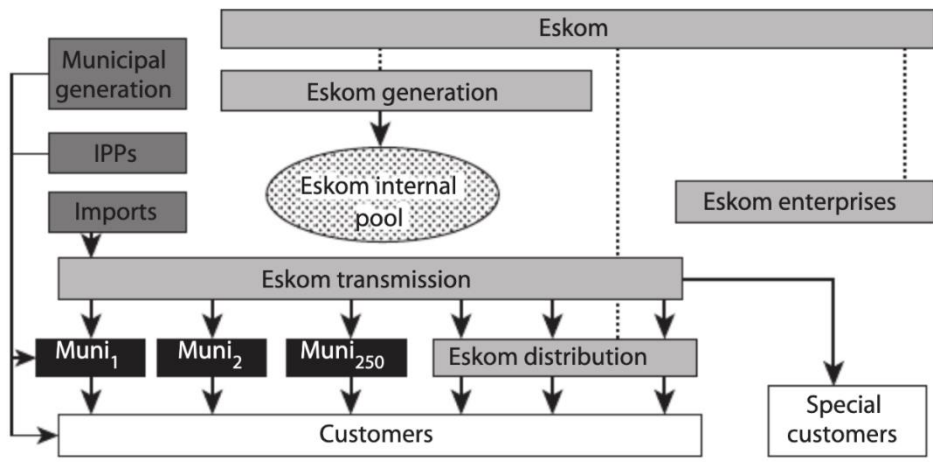 Eskom
Municipal
generation
Eskom generation
IPPs
Eskom internal
pool
Imports
Eskom enterprises
Eskom transmission
Muni₁
Muni₂
Muni₂₅₀
Eskom distribution
Customers
Special
customers